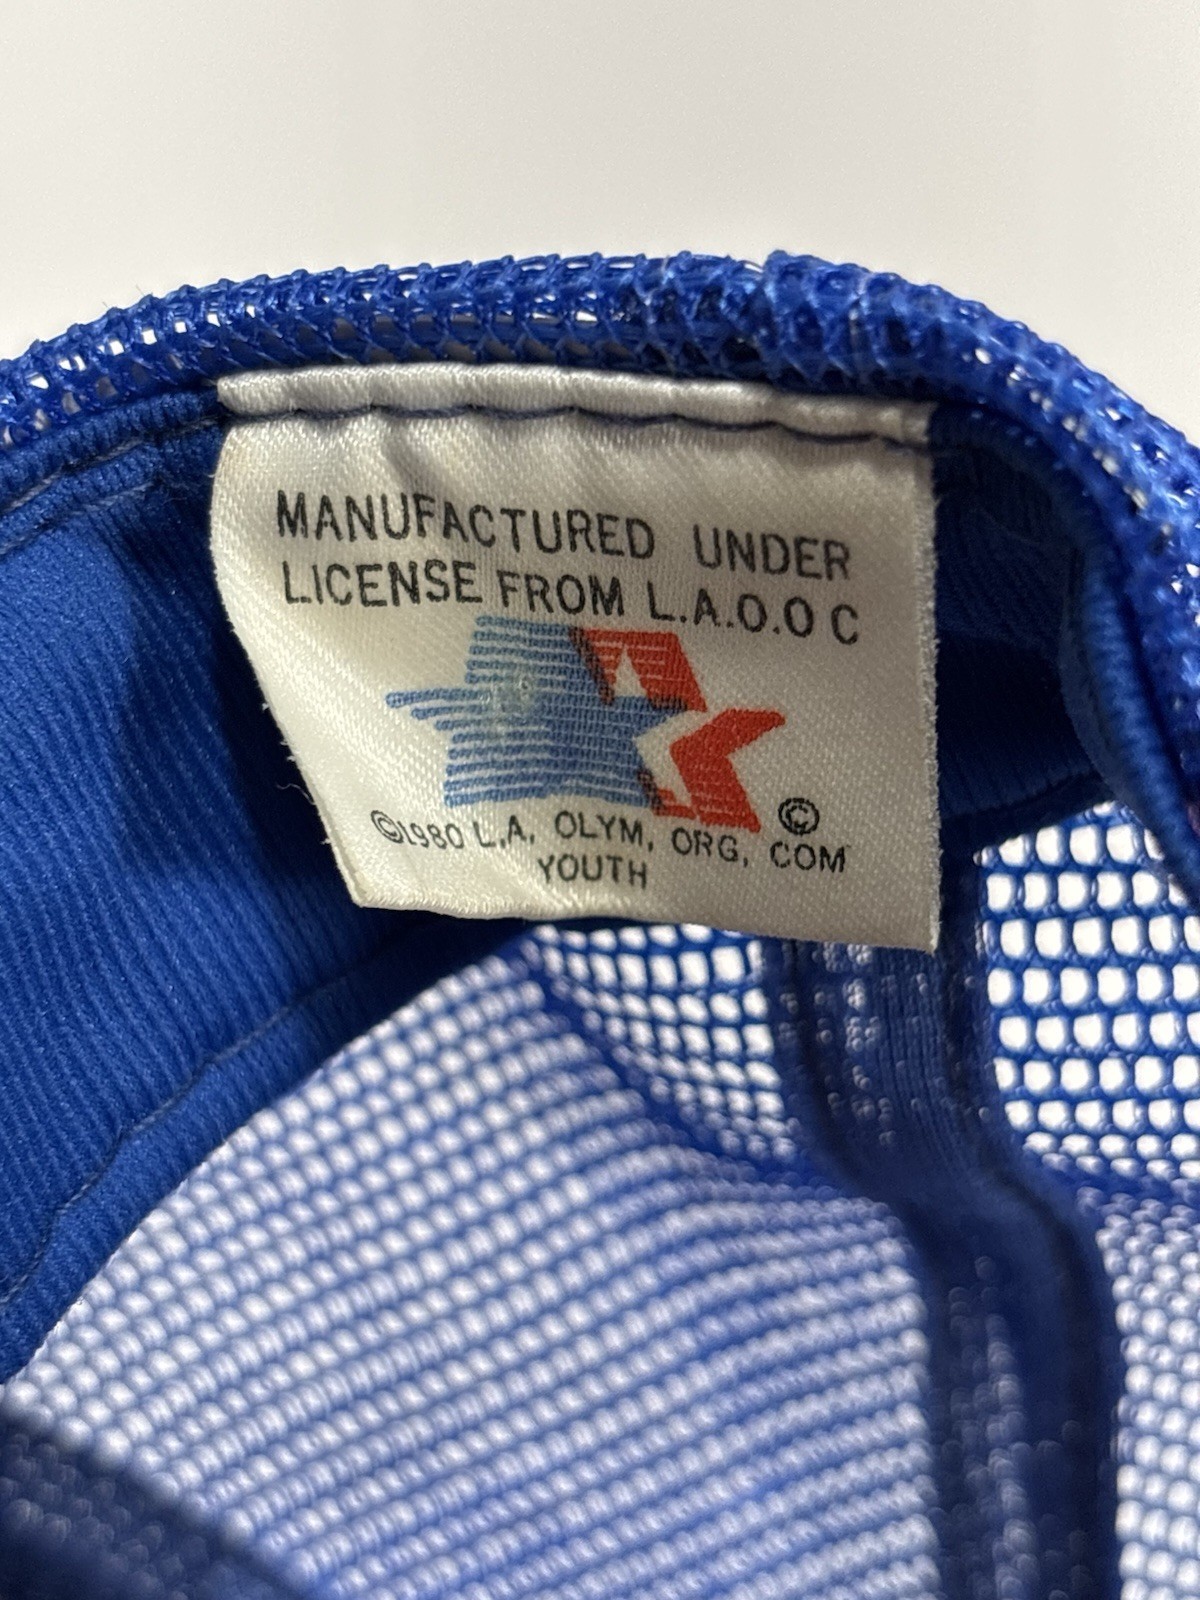 MANUFACTURED UNDER
LICENSE FROM L.A.O.O C
©
©1980 L.A. OLYM. ORG. COM
YOUTH